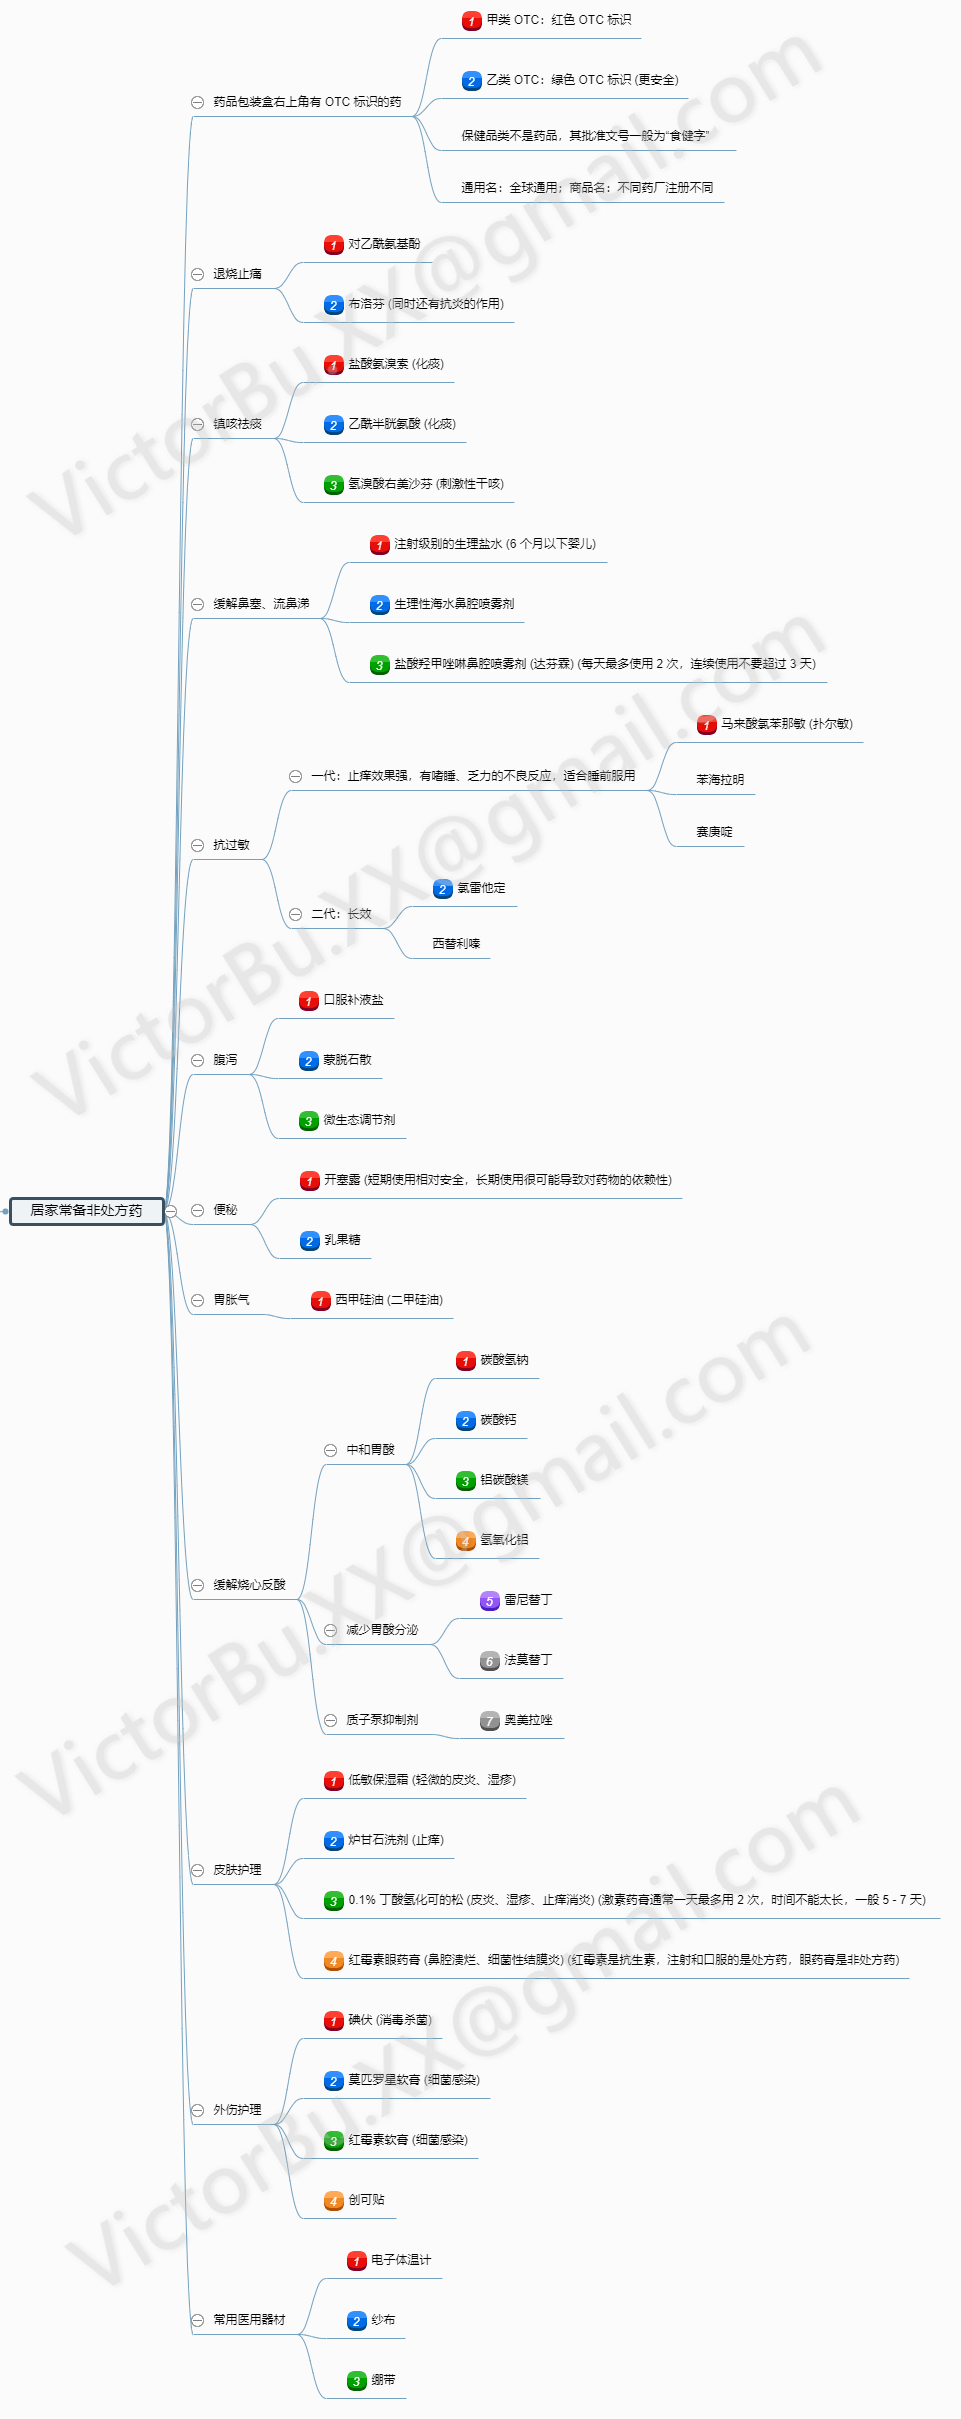 居家常备非处方药
药品包装盒右上角有 OTC 标识的药
1 甲类 OTC：红色 OTC 标识
2 乙类 OTC：绿色 OTC 标识 (更安全)
保健品类不是药品，其批准文号一般为“食健字”
通用名：全球通用；商品名：不同药厂注册不同
退烧止痛
1 对乙酰氨基酚
2 布洛芬 (同时还有抗炎的作用)
镇咳祛痰
1 盐酸氨溴索 (化痰)
2 乙酰半胱氨酸 (化痰)
3 氢溴酸右美沙芬 (刺激性干咳)
缓解鼻塞、流鼻涕
1 注射级别的生理盐水 (6 个月以下婴儿)
2 生理性海水鼻腔喷雾剂
3 盐酸羟甲唑啉鼻腔喷雾剂 (达芬霖) (每天最多使用 2 次，连续使用不要超过 3 天)
抗过敏
一代：止痒效果强，有嗜睡、乏力的不良反应，适合睡前服用
1 马来酸氯苯那敏 (扑尔敏)
苯海拉明
赛庚啶
二代：长效
2 氯雷他定
西替利嗪
腹泻
1 口服补液盐
2 蒙脱石散
3 微生态调节剂
便秘
1 开塞露 (短期使用相对安全，长期使用很可能导致对药物的依赖性)
2 乳果糖
胃胀气
1 西甲硅油 (二甲硅油)
缓解烧心反酸
中和胃酸
1 碳酸氢钠
2 碳酸钙
3 铝碳酸镁
4 氢氧化铝
减少胃酸分泌
5 雷尼替丁
6 法莫替丁
质子泵抑制剂
7 奥美拉唑
皮肤护理
1 低敏保湿霜 (轻微的皮炎、湿疹)
2 炉甘石洗剂 (止痒)
3 0.1% 丁酸氢化可的松 (皮炎、湿疹、止痒消炎) (激素药膏通常一天最多用 2 次，时间不能太长，一般 5 - 7 天)
4 红霉素眼药膏 (鼻腔溃烂、细菌性结膜炎) (红霉素是抗生素，注射和口服的是处方药，眼药膏是非处方药)
外伤护理
1 碘伏 (消毒杀菌)
2 莫匹罗星软膏 (细菌感染)
3 红霉素软膏 (细菌感染)
4 创可贴
常用医用器材
1 电子体温计
2 纱布
3 绷带
VictorBu.XX@gmail.com
VictorBu.XX@gmail.com
VictorBu.XX@gmail.com
VictorBu.XX@gmail.com